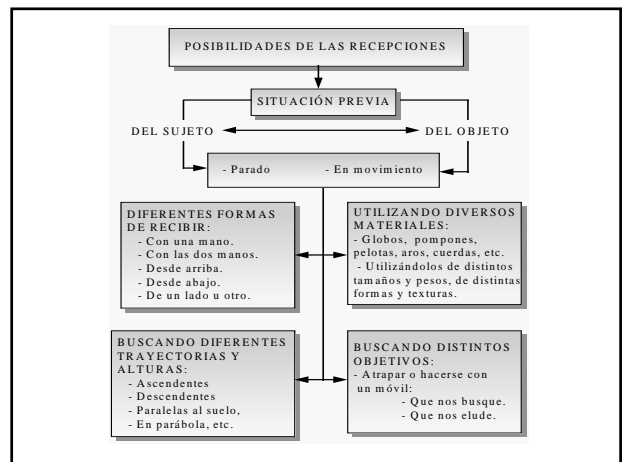 POSIBILIDADES DE LAS RECEPCIONES
SITUACIÓN PREVIA
DEL SUJETO
DEL OBJETO
- Parado - En movimiento
DIFERENTES FORMAS
DE RECIBIR:
- Con una mano.
- Con las dos manos.
- Desde arriba.
- Desde abajo.
- De un lado u otro.
UTILIZANDO DIVERSOS
MATERIALES:
- Globos, pompones,
pelotas, aros, cuerdas, etc.
- Utilizándolos de distintos
tamaños y pesos, de distintas
formas y texturas.
BUSCANDO DIFERENTES
TRAYECTORIAS Y
ALTURAS:
- Ascendentes
- Descendentes
- Paralelas al suelo,
- En parábola, etc.
BUSCANDO DISTINTOS
OBJETIVOS:
- Atrapar o hacerse con
un móvil:
- Que nos busque.
- Que nos elude.